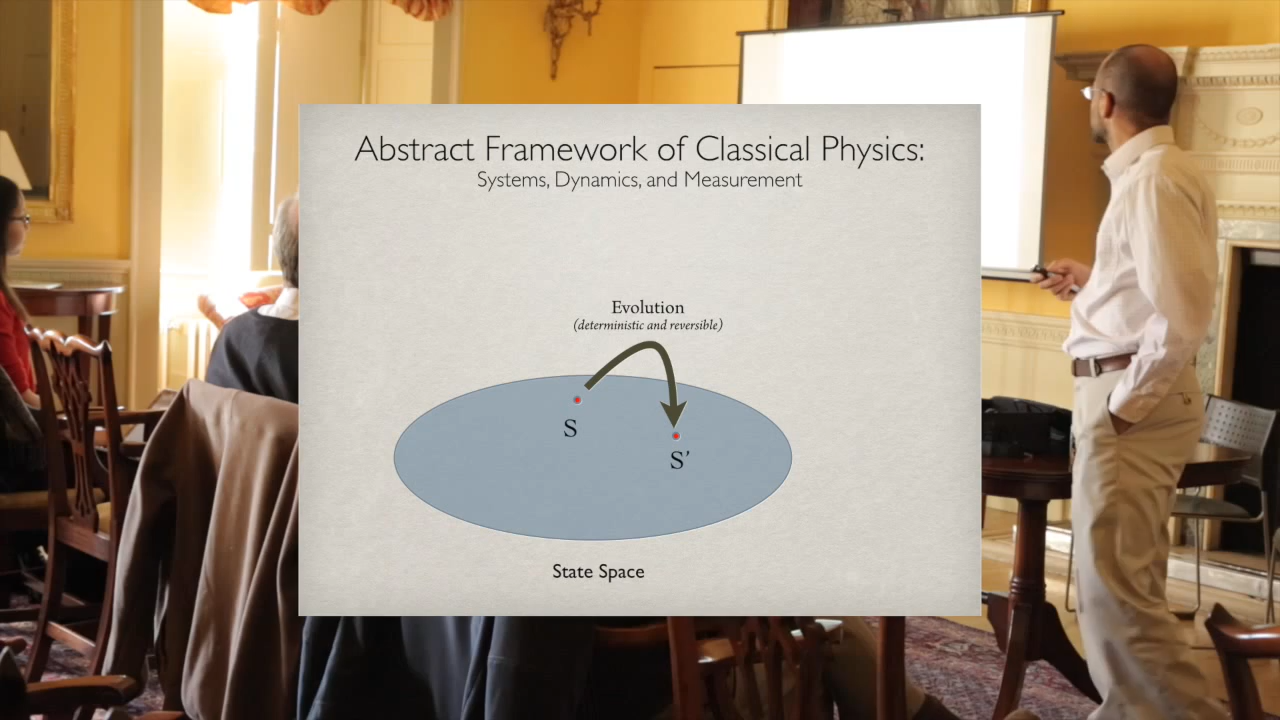 Abstract Framework of Classical Physics:
Systems, Dynamics, and Measurement
Evolution
(deterministic and reversible)
S
S′
State Space